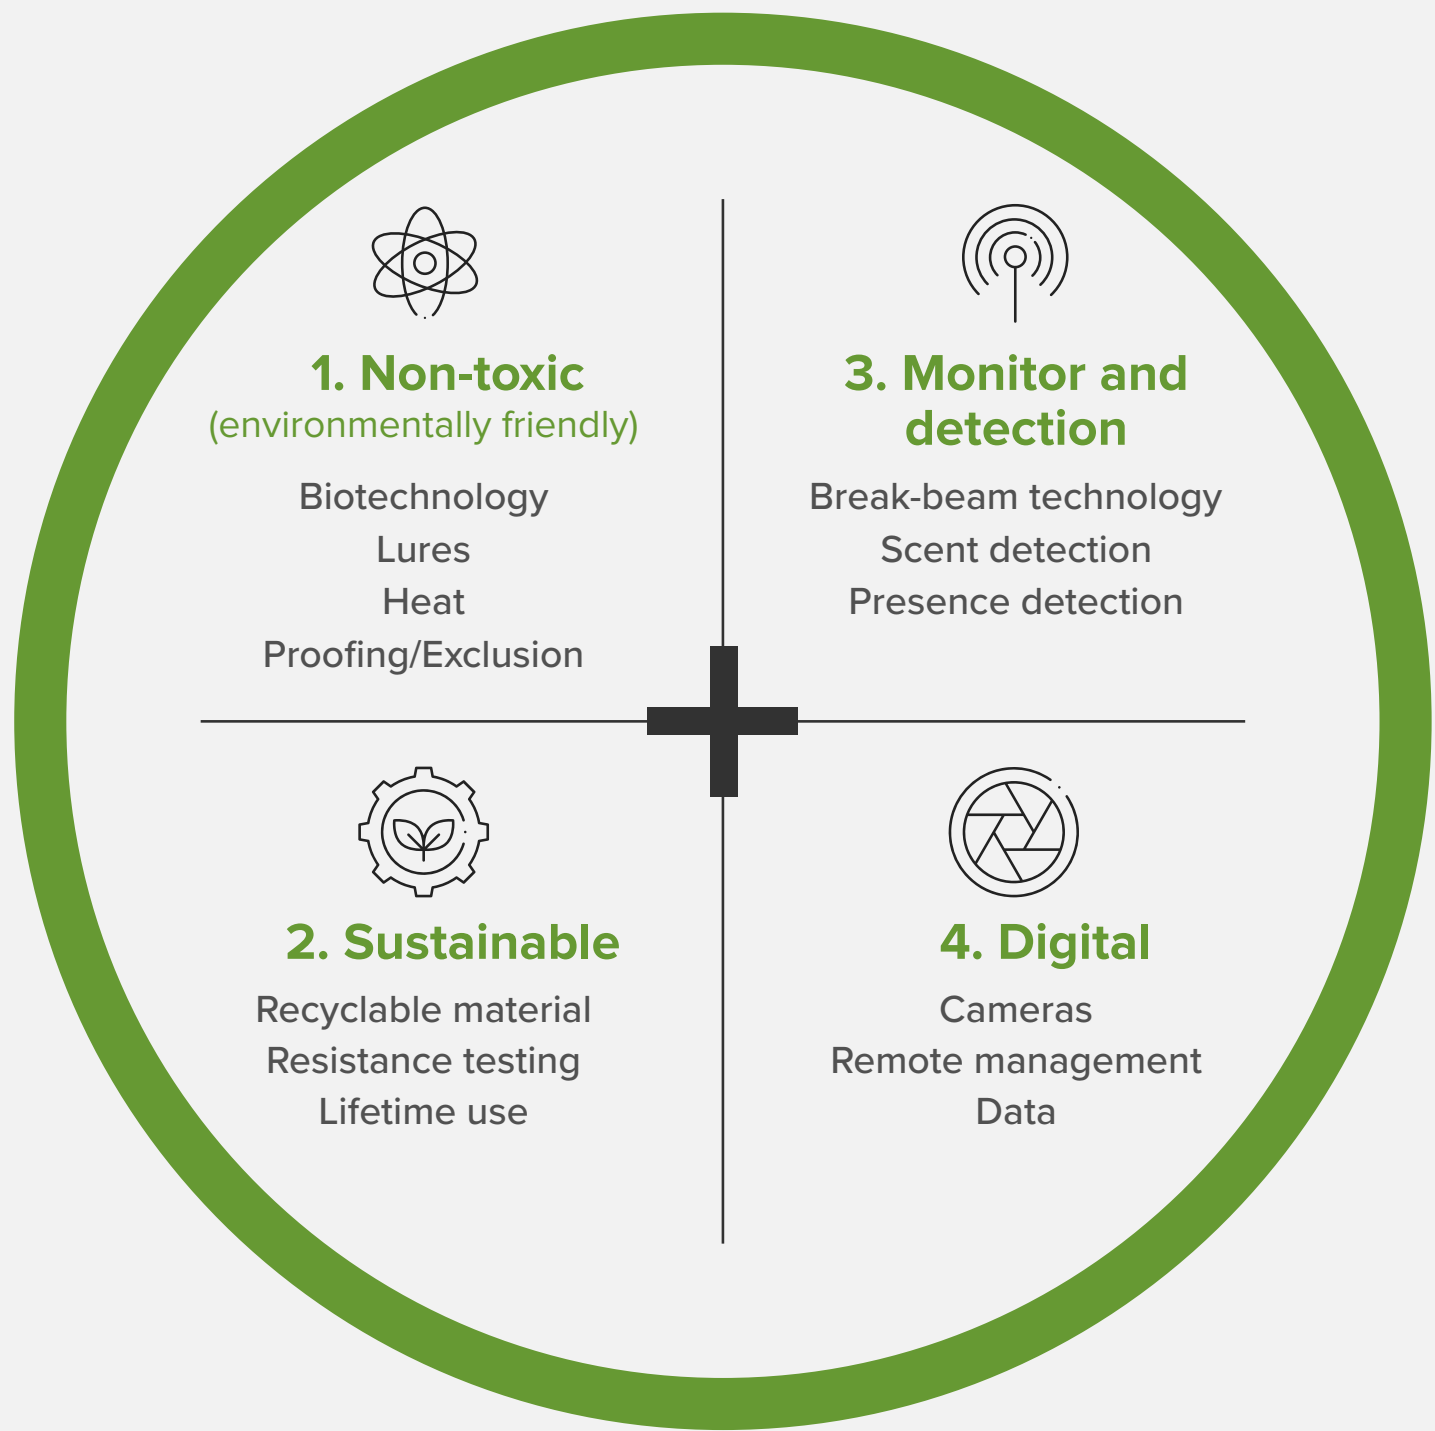 1. Non-toxic
(environmentally friendly)
Biotechnology
Lures
Heat
Proofing/Exclusion
2. Sustainable
Recyclable material
Resistance testing
Lifetime use
3. Monitor and
detection
Break-beam technology
Scent detection
Presence detection
4. Digital
Cameras
Remote management
Data